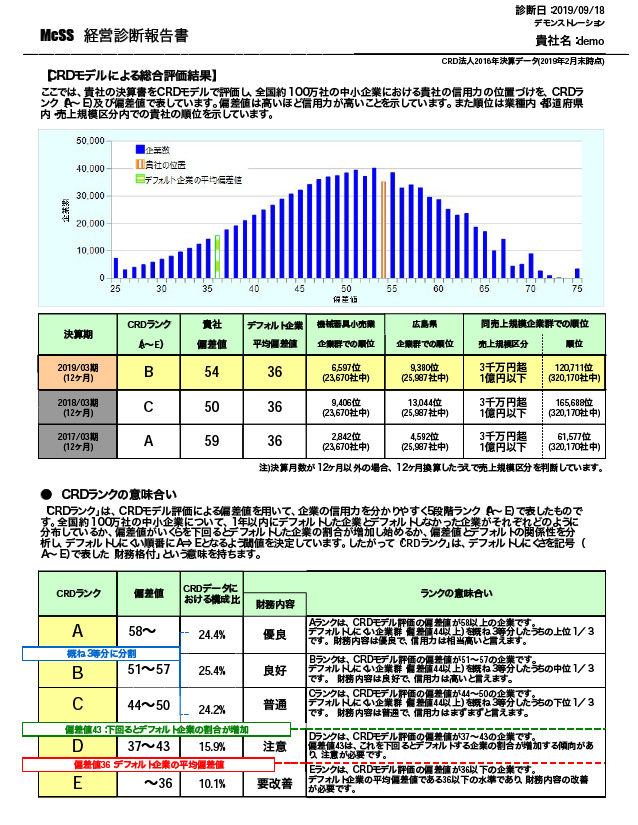 診断日:2019/09/18
デモンストレーション
McSS 経営診断報告書
貴社名:demo
CRD法人2016年決算データ(2019年2月末時点)
【CRDモデルによる総合評価結果】
ここでは、貴社の決算書をCRDモデルで評価し、全国約100万社の中小企業における貴社の信用力の位置づけを、CRDラ
ンク(A～E)及び偏差値で表しています。偏差値は高いほど信用力が高いことを示しています。また順位は業種内・都道府県
内・売上規模区分内での貴社の順位を示しています。
50,000
40,000
30,000
20,000
10,000
0
企業数
企業数
貴社の位置
デフォルト企業の平均偏差値
25 30 35 40 45 50 55 60 65 70 75
偏差値
決算期 CRDランク (A～E) 貴社 偏差値 デフォルト企業 平均偏差値 機械器具小売業 企業群での順位 広島県 企業群での順位 同売上規模企業群での順位 売上規模区分 順位
2019/03期 (12ヶ月) B 54 36 6,597位 (23,670社中) 9,380位 (25,987社中) 3千万円超 1億円以下 120,711位 (320,170社中)
2018/03期 (12ヶ月) C 50 36 9,406位 (23,670社中) 13,044位 (25,987社中) 3千万円超 1億円以下 165,688位 (320,170社中)
2017/03期 (12ヶ月) A 59 36 2,842位 (23,670社中) 4,592位 (25,987社中) 3千万円超 1億円以下 61,577位 (320,170社中)
注)決算月数が12ヶ月以外の場合、12ヶ月換算したうえで売上規模区分を判断しています。
● CRDランクの意味合い
「CRDランク」は、CRDモデル評価による偏差値を用いて、企業の信用力を分かりやすく5段階ランク(A～E)で表したもので
す。全国約100万社の中小企業について、1年以内にデフォルトした企業とデフォルトしなかった企業がそれぞれどのように
分布しているか、偏差値がいくらを下回るとデフォルトした企業の割合が増加し始めるか、偏差値とデフォルトの関係性を分
析し、デフォルトしにくい順番にA⇒Eとなるよう閾値を決定しています。したがって「CRDランク」は、デフォルトしにくさを記号(
A～E)で表した「財務格付」という意味を持ちます。
CRDランク 偏差値 CRDデータに おける構成比 財務内容 ランクの意味合い
A 58～ 24.4% 優良
Aランクは、CRDモデル評価の偏差値が58以上の企業です。
デフォルトしにくい企業群(偏差値44以上)を概ね3等分したうちの上位1／3
です。財務内容は優良で、信用力は相当高いと言えます。
概ね3等分に分割
B 51～57 25.4% 良好
Bランクは、CRDモデル評価の偏差値が51～57の企業です。
デフォルトしにくい企業群(偏差値44以上)を概ね3等分したうちの中位1／3
です。財務内容は良好で、信用力は高いと言えます。
C 44～50 24.2% 普通
Cランクは、CRDモデル評価の偏差値が44～50の企業です。
デフォルトしにくい企業群(偏差値44以上)を概ね3等分したうちの下位1／3
です。財務内容は普通で、信用力はまずまずと言えます。
偏差値43：下回るとデフォルト企業の割合が増加
D 37～43 15.9% 注意
Dランクは、CRDモデル評価の偏差値が37～43の企業です。
偏差値43は、これを下回るとデフォルトする企業の割合が増加する傾向があ
り、注意が必要です。
偏差値36：デフォルト企業の平均偏差値
E ～36 10.1% 要改善
Eランクは、CRDモデル評価の偏差値が36以下の企業です。
デフォルト企業の平均偏差値である36以下の水準であり、財務内容の改善
が必要です。